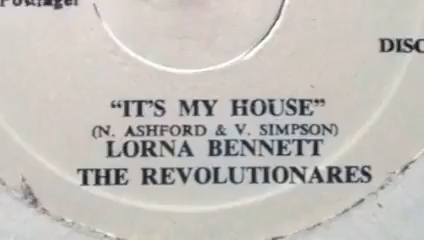 DISC
"IT'S MY HOUSE"
(N. ASHFORD & V. SIMPSON)
LORNA BENNETT
THE REVOLUTIONARES